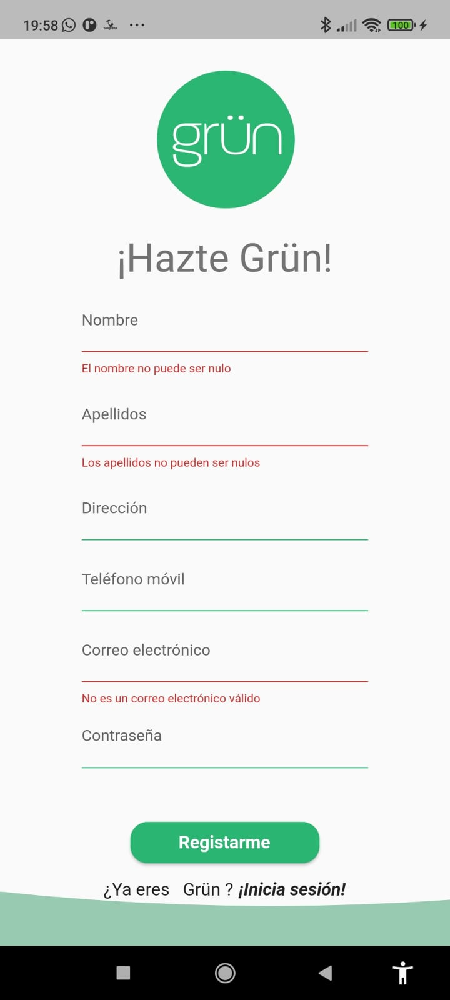 19:58
100
grün
¡Hazte Grün!
Nombre
El nombre no puede ser nulo
Apellidos
Los apellidos no pueden ser nulos
Dirección
Teléfono móvil
Correo electrónico
No es un correo electrónico válido
Contraseña
Registarme
¿Ya eres Grün ? ¡Inicia sesión!